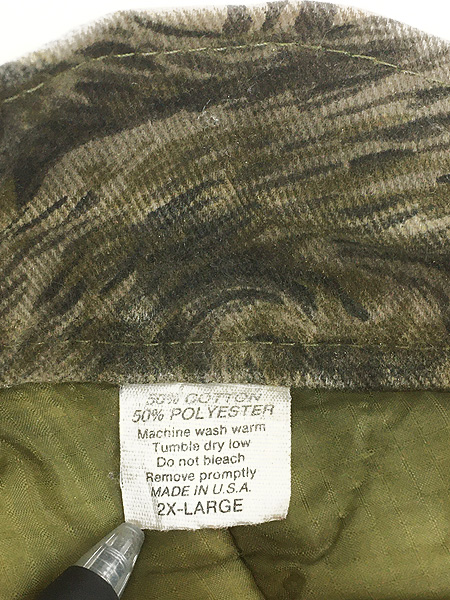 50% COTTON
50% POLYESTER
Machine wash warm
Tumble dry low
Do not bleach
Remove promptly
MADE IN U.S.A.
2X-LARGE